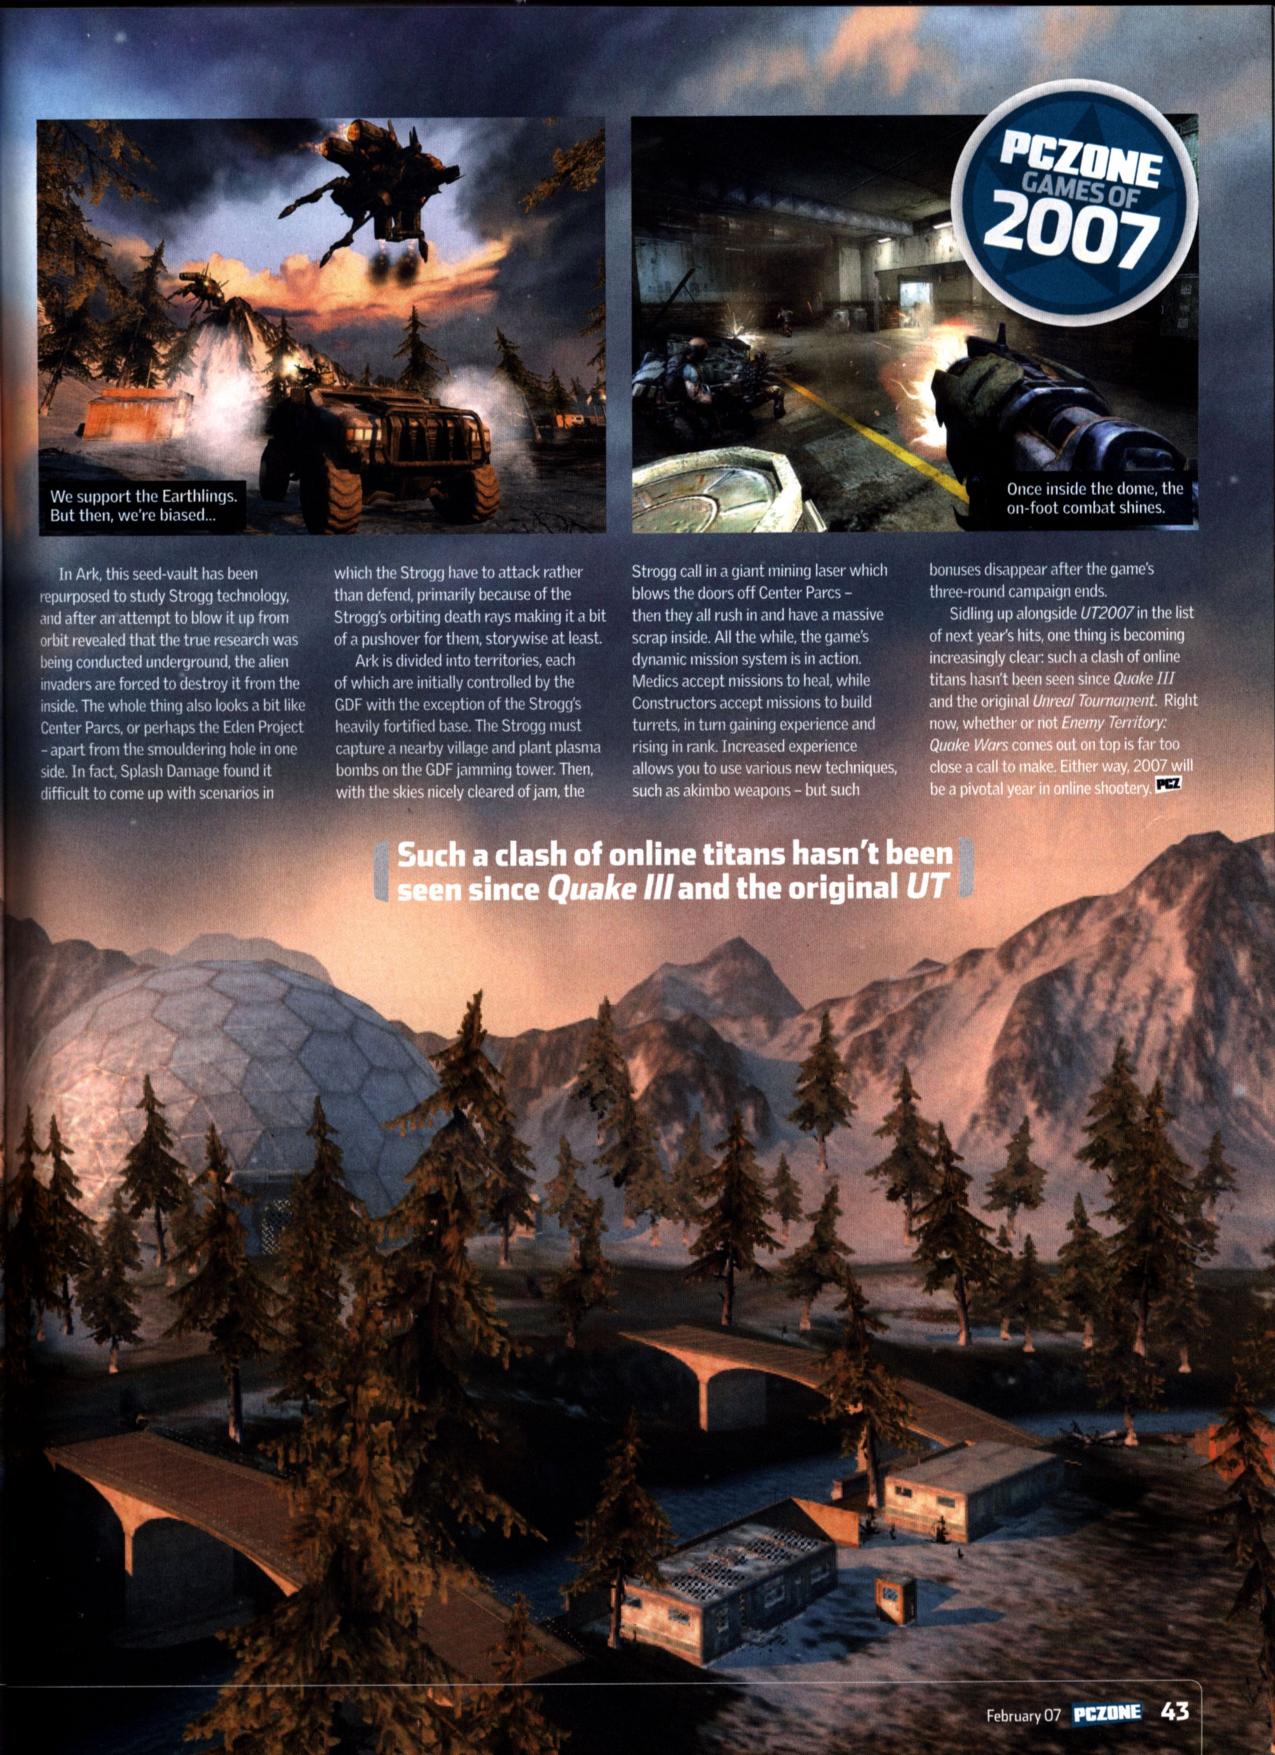 PCZONE
GAMES OF
2007
We support the Earthlings.
But then, we're biased...
Once inside the dome, the
on-foot combat shines.
In Ark, this seed-vault has been
repurposed to study Strogg technology,
and after an attempt to blow it up from
orbit revealed that the true research was
being conducted underground, the alien
invaders are forced to destroy it from the
inside. The whole thing also looks a bit like
Center Parcs, or perhaps the Eden Project
– apart from the smouldering hole in one
side. In fact, Splash Damage found it
difficult to come up with scenarios in
which the Strogg have to attack rather
than defend, primarily because of the
Strogg's orbiting death rays making it a bit
of a pushover for them, storywise at least.
Ark is divided into territories, each
of which are initially controlled by the
GDF with the exception of the Strogg's
heavily fortified base. The Strogg must
capture a nearby village and plant plasma
bombs on the GDF jamming tower. Then,
with the skies nicely cleared of jam, the
Strogg call in a giant mining laser which
blows the doors off Center Parcs –
then they all rush in and have a massive
scrap inside. All the while, the game's
dynamic mission system is in action.
Medics accept missions to heal, while
Constructors accept missions to build
turrets, in turn gaining experience and
rising in rank. Increased experience
allows you to use various new techniques,
such as akimbo weapons – but such
bonuses disappear after the game's
three-round campaign ends.
Sidling up alongside UT2007 in the list
of next year's hits, one thing is becoming
increasingly clear: such a clash of online
titans hasn't been seen since Quake III
and the original Unreal Tournament. Right
now, whether or not Enemy Territory:
Quake Wars comes out on top is far too
close a call to make. Either way, 2007 will
be a pivotal year in online shootery. PCZ
Such a clash of online titans hasn't been
seen since Quake III and the original UT
February 07 PCZONE 43